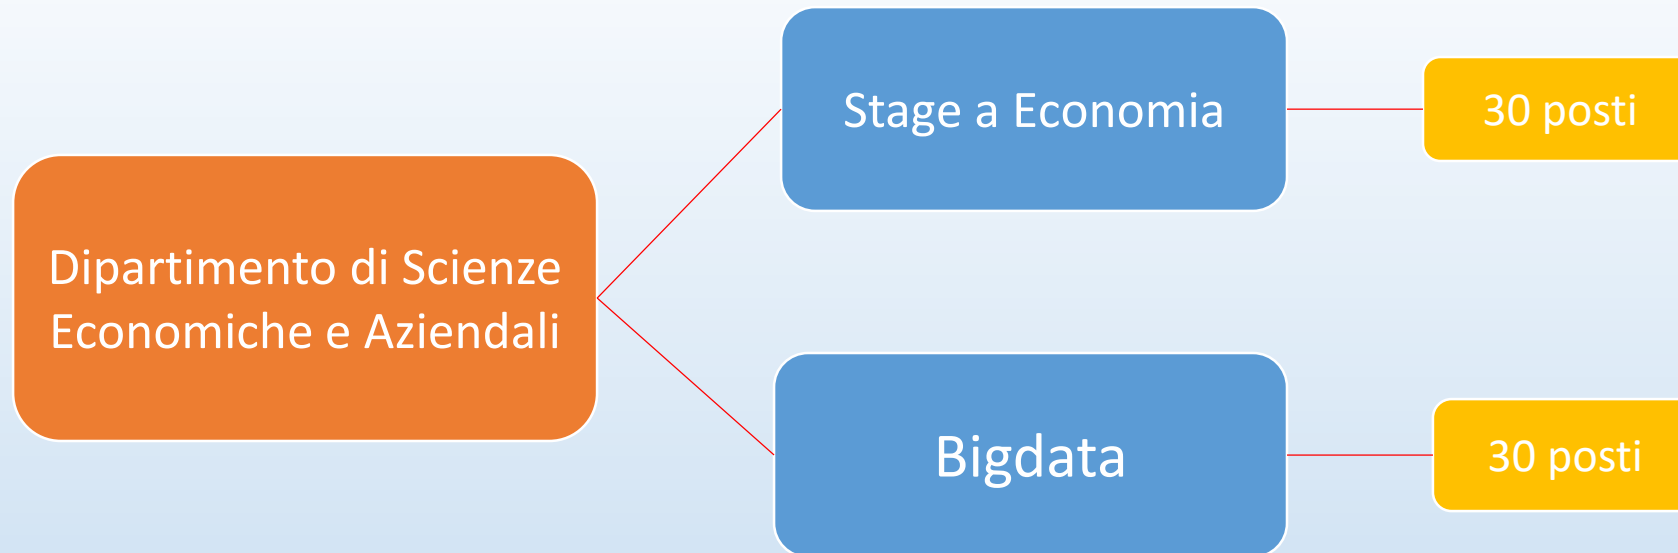 Stage a Economia
30 posti
Dipartimento di Scienze
Economiche e Aziendali
Bigdata
30 posti